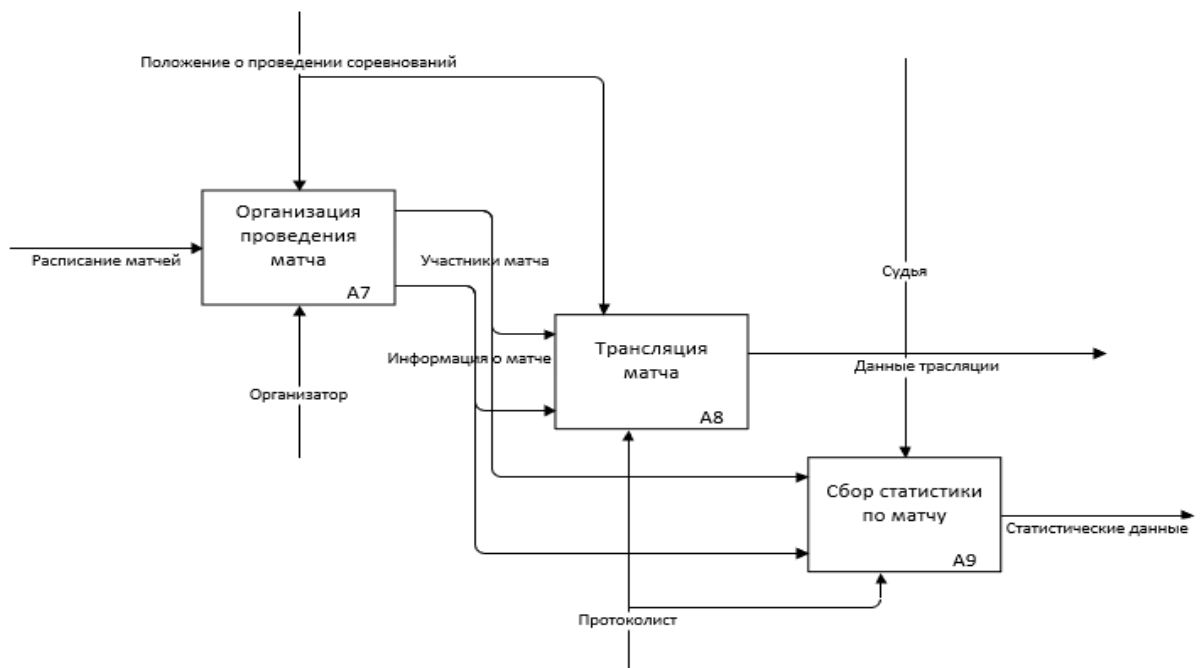 Положение о проведении соревнований
Организация
проведения
матча
A7
Расписание матчей
Участники матча
Судья
Информация о матче
Трансляция
матча
A8
Данные трасляции
Организатор
Сбор статистики
по матчу
A9
Статистические данные
Протоколист